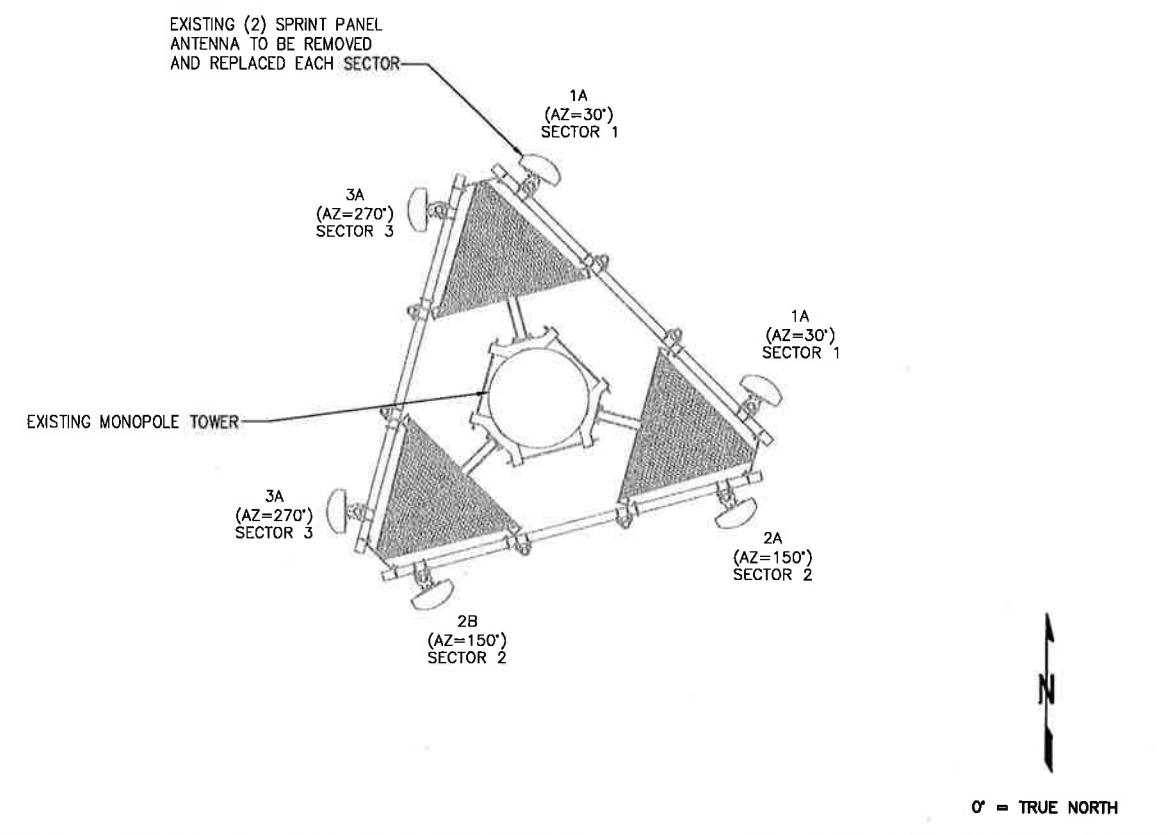 EXISTING (2) SPRINT PANEL
ANTENNA TO BE REMOVED
AND REPLACED EACH SECTOR
1A
(AZ=30°)
SECTOR 1
3A
(AZ=270°)
SECTOR 3
1A
(AZ=30°)
SECTOR 1
EXISTING MONOPOLE TOWER
3A
(AZ=270°)
SECTOR 3
2A
(AZ=150°)
SECTOR 2
2B
(AZ=150°)
SECTOR 2
N
0° = TRUE NORTH